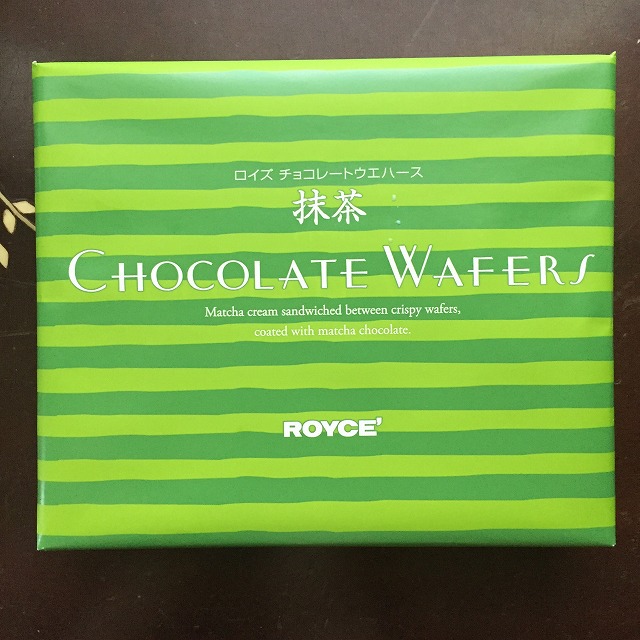 ロイズ チョコレートウエハース
抹茶
CHOCOLATE WAFERS
Matcha cream sandwiched between crispy wafers,
coated with matcha chocolate.
ROYCE'